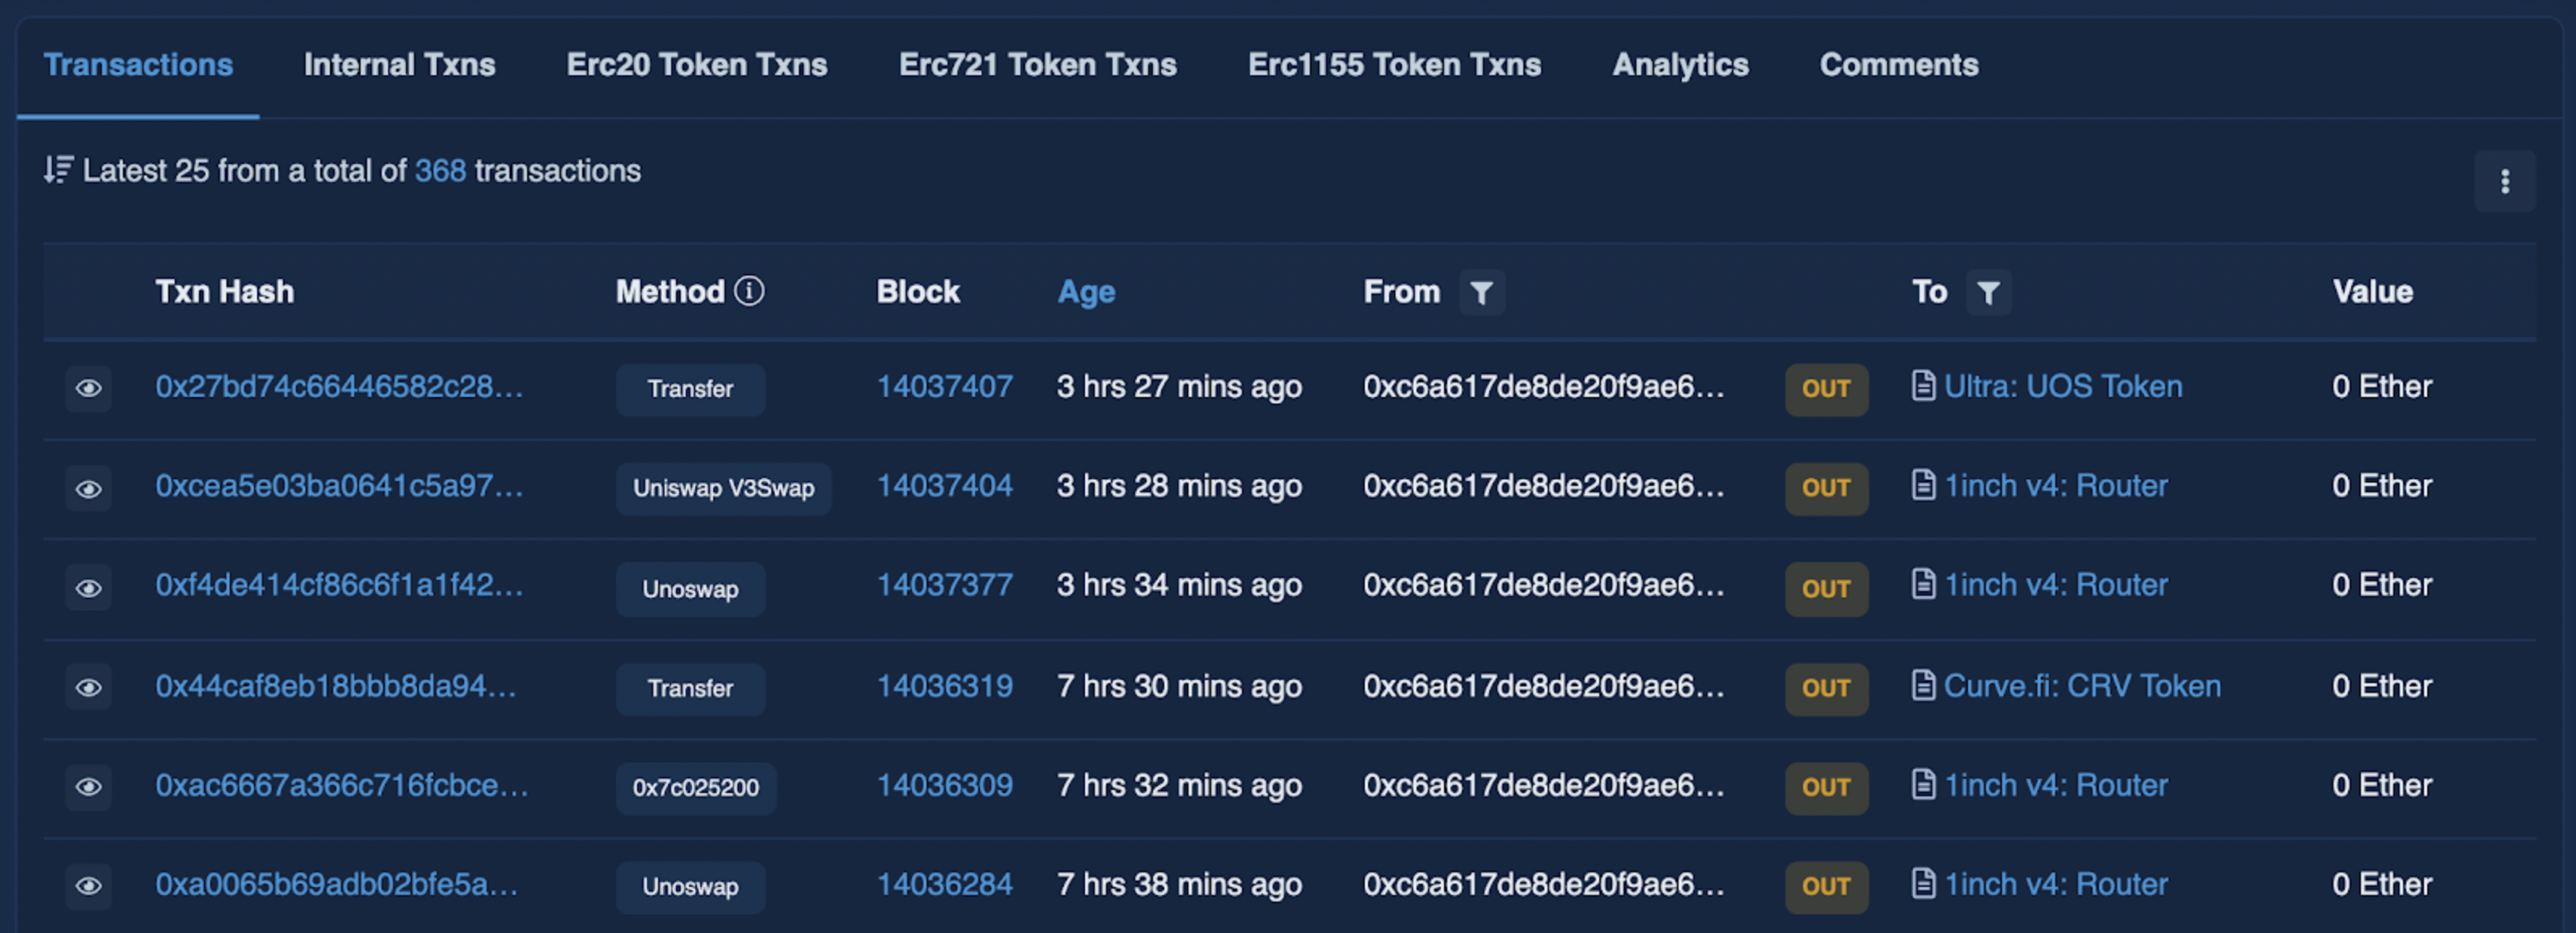 Transactions Internal Txns Erc20 Token Txns Erc721 Token Txns Erc1155 Token Txns Analytics Comments
Latest 25 from a total of 368 transactions
Txn Hash Method Block Age From To Value
0x27bd74c66446582c28... Transfer 14037407 3 hrs 27 mins ago 0xc6a617de8de20f9ae6... OUT Ultra: UOS Token 0 Ether
0xcea5e03ba0641c5a97... Uniswap V3Swap 14037404 3 hrs 28 mins ago 0xc6a617de8de20f9ae6... OUT 1inch v4: Router 0 Ether
0xf4de414cf86c6f1a1f42... Unoswap 14037377 3 hrs 34 mins ago 0xc6a617de8de20f9ae6... OUT 1inch v4: Router 0 Ether
0x44caf8eb18bbb8da94... Transfer 14036319 7 hrs 30 mins ago 0xc6a617de8de20f9ae6... OUT Curve.fi: CRV Token 0 Ether
0xac6667a366c716fcbce... 0x7c025200 14036309 7 hrs 32 mins ago 0xc6a617de8de20f9ae6... OUT 1inch v4: Router 0 Ether
0xa0065b69adb02bfe5a... Unoswap 14036284 7 hrs 38 mins ago 0xc6a617de8de20f9ae6... OUT 1inch v4: Router 0 Ether